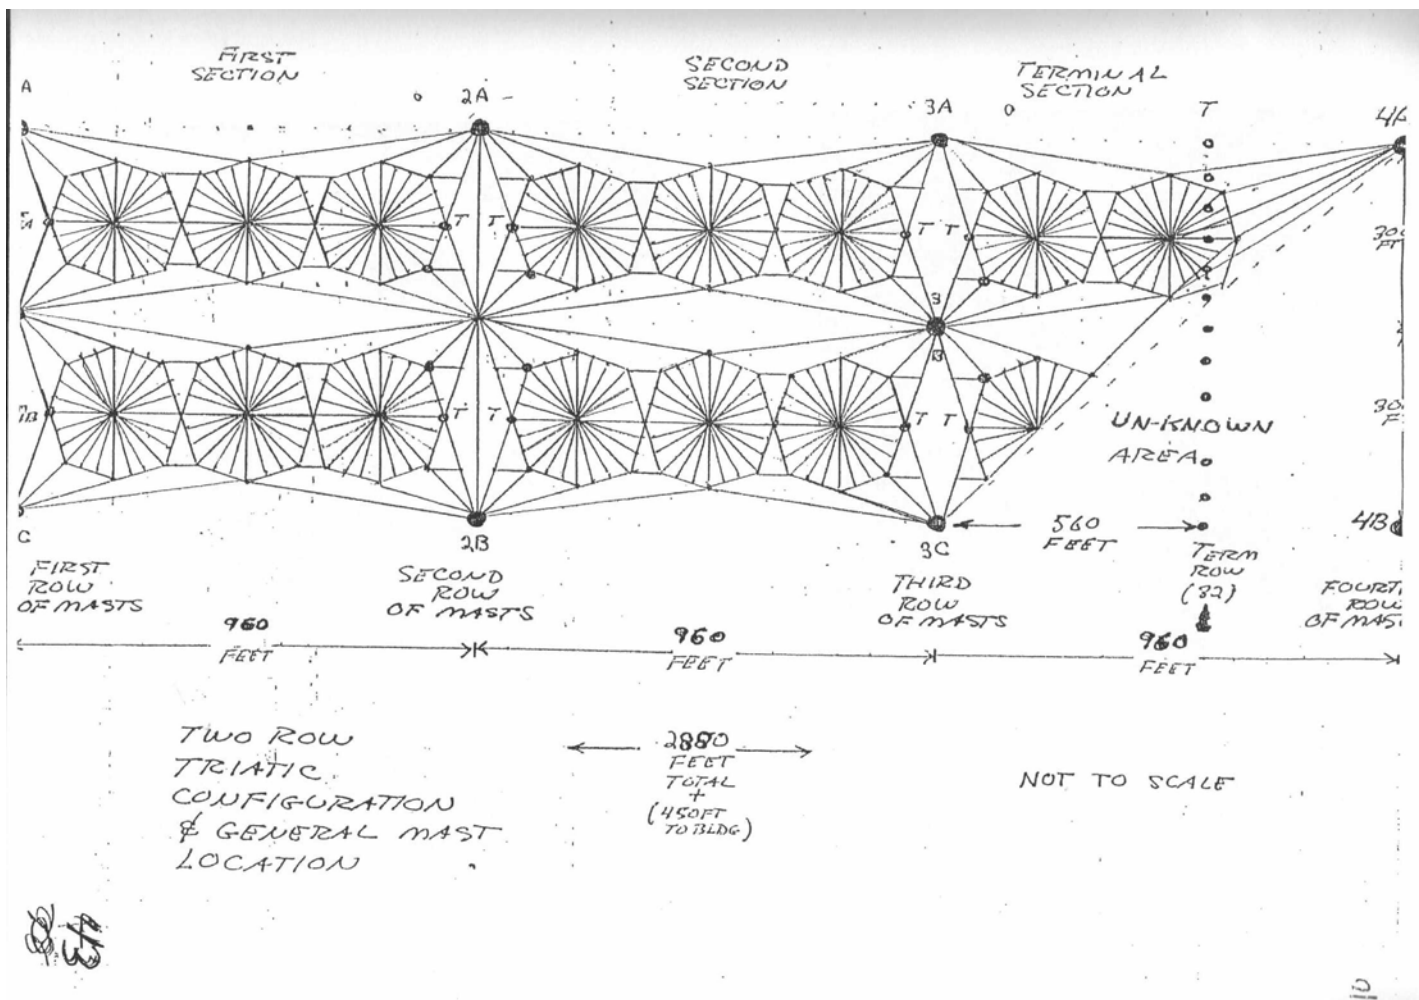 FIRST
SECTION
SECOND
SECTION
TERMINAL
SECTION
A
2A
3A
T
4A
T
T
T
T
300
FT
3
B
T
T
T
T
UN-KNOWN
AREA
C
2B
3C
560
FEET
4B
FIRST
ROW
OF MASTS
SECOND
ROW
OF MASTS
THIRD
ROW
OF MASTS
TERM
ROW
(32)
FOURTH
ROW
OF MAS
960
FEET
960
FEET
960
FEET
TWO ROW
TRIATIC
CONFIGURATION
& GENERAL MAST
LOCATION
2880
FEET
TOTAL
+
(450FT
TO BLDG)
NOT TO SCALE